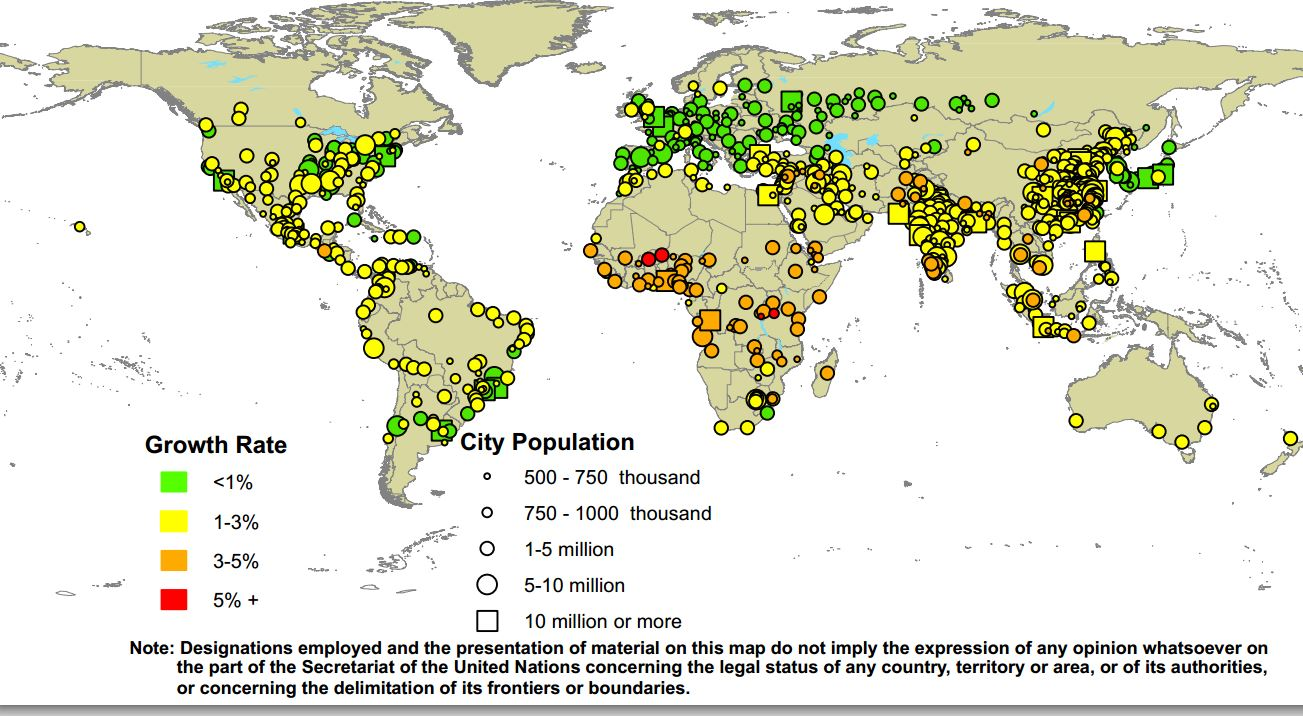 Growth Rate
<1%
1-3%
3-5%
5% +
City Population
500 - 750 thousand
750 - 1000 thousand
1-5 million
5-10 million
10 million or more
Note: Designations employed and the presentation of material on this map do not imply the expression of any opinion whatsoever on
the part of the Secretariat of the United Nations concerning the legal status of any country, territory or area, or of its authorities,
or concerning the delimitation of its frontiers or boundaries.